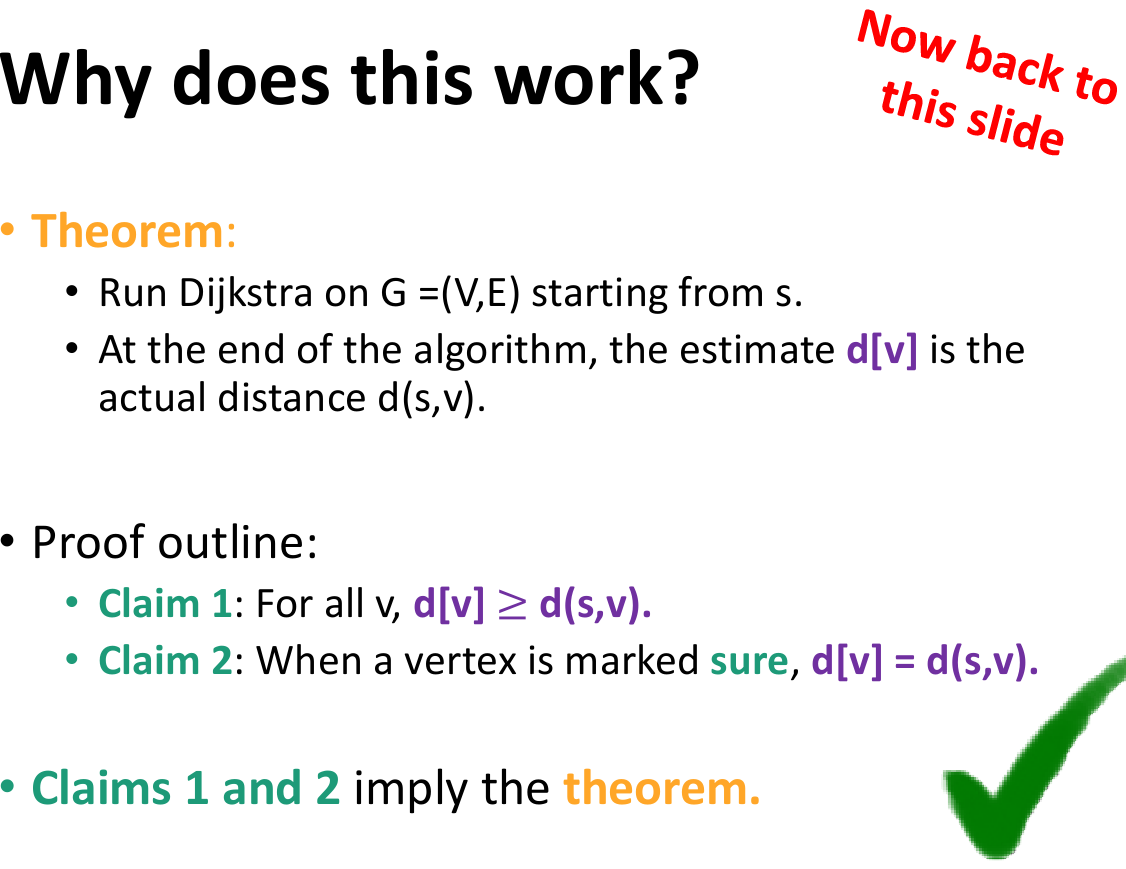 Why does this work?
Now back to
this slide
• Theorem:
• Run Dijkstra on G =(V,E) starting from s.
• At the end of the algorithm, the estimate d[v] is the
actual distance d(s,v).
• Proof outline:
• Claim 1: For all v, d[v] ≥ d(s,v).
• Claim 2: When a vertex is marked sure, d[v] = d(s,v).
• Claims 1 and 2 imply the theorem.